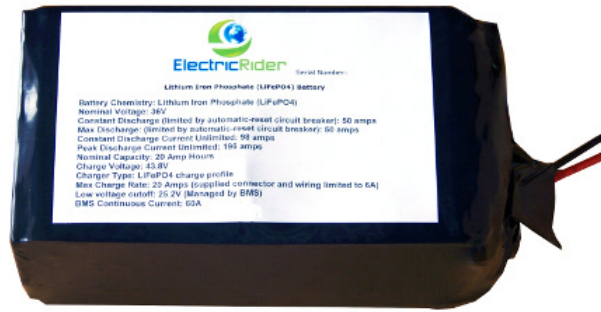 ElectricRider
Serial Number:
Lithium Iron Phosphate (LiFePO4) Battery
Battery Chemistry: Lithium Iron Phosphate (LiFePO4)
Nominal Voltage: 36V
Constant Discharge (limited by automatic-reset circuit breaker): 50 amps
Max Discharge: (limited by automatic-reset circuit breaker): 50 amps
Constant Discharge Current Unlimited: 98 amps
Peak Discharge Current Unlimited: 196 amps
Nominal Capacity: 20 Amp Hours
Charge Voltage: 43.8V
Charger Type: LiFePO4 charge profile
Max Charge Rate: 20 Amps (supplied connector and wiring limited to 6A)
Low voltage cutoff: 25.2V (Managed by BMS)
BMS Continuous Current: 60A